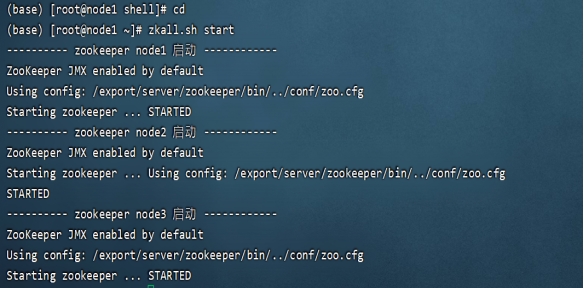 (base) [root@node1 shell]# cd
(base) [root@node1 ~]# zkall.sh start
---------- zookeeper node1 启动 ------------
ZooKeeper JMX enabled by default
Using config: /export/server/zookeeper/bin/../conf/zoo.cfg
Starting zookeeper ... STARTED
---------- zookeeper node2 启动 ------------
ZooKeeper JMX enabled by default
Starting zookeeper ... Using config: /export/server/zookeeper/bin/../conf/zoo.cfg
STARTED
---------- zookeeper node3 启动 ------------
ZooKeeper JMX enabled by default
Using config: /export/server/zookeeper/bin/../conf/zoo.cfg
Starting zookeeper ... STARTED